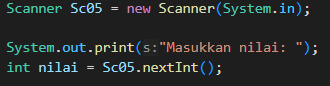 Scanner Sc05 = new Scanner(System.in);
System.out.print(s:"Masukkan nilai: ");
int nilai = Sc05.nextInt();